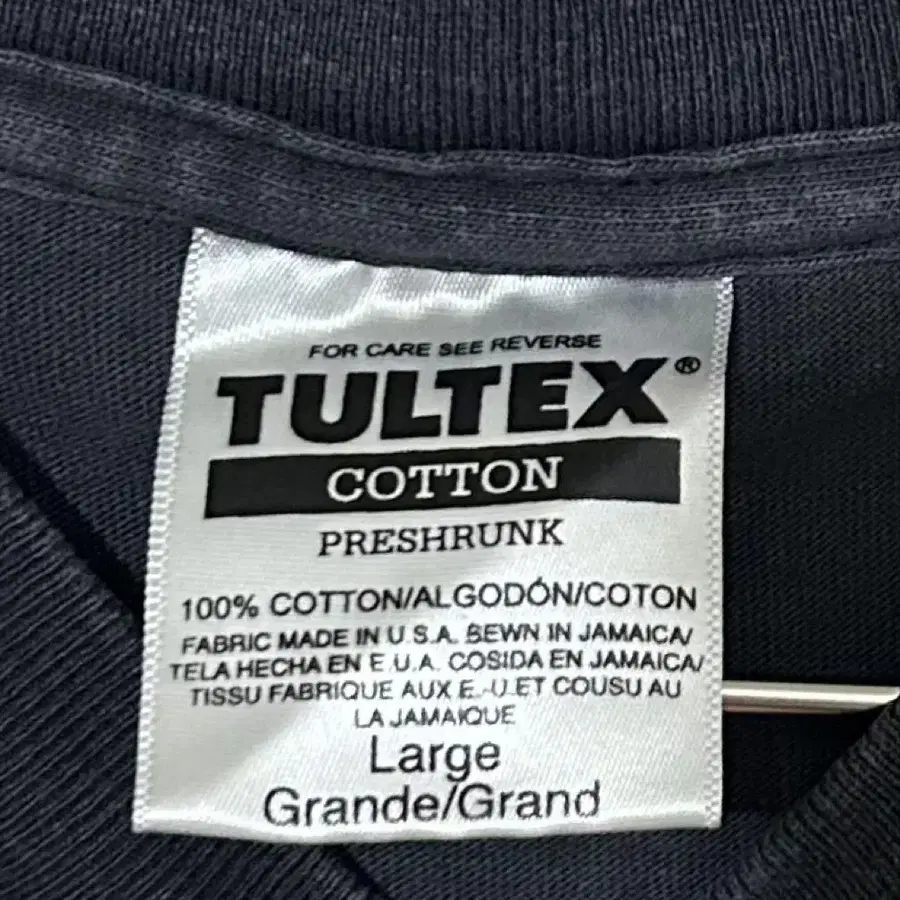 FOR CARE SEE REVERSE
TULTEX®
COTTON
PRESHRUNK
100% COTTON/ALGODÓN/COTON
FABRIC MADE IN U.S.A. SEWN IN JAMAICA/
TELA HECHA EN E.U.A. COSIDA EN JAMAICA/
TISSU FABRIQUE AUX E.-U.ET COUSU AU
LA JAMAIQUE
Large
Grande/Grand